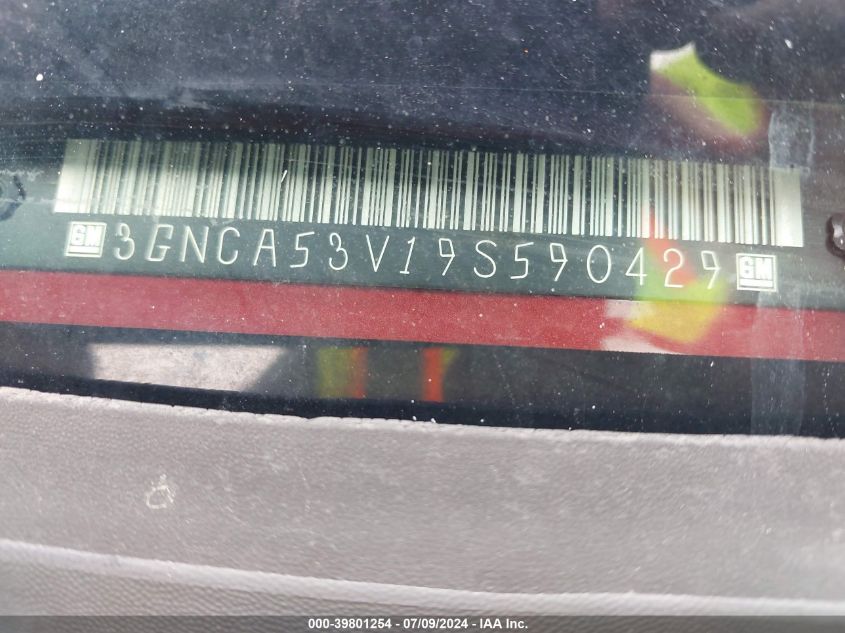 GM 3GNCA53V19S590429 GM
000-39801254 - 07/09/2024 - IAA Inc.